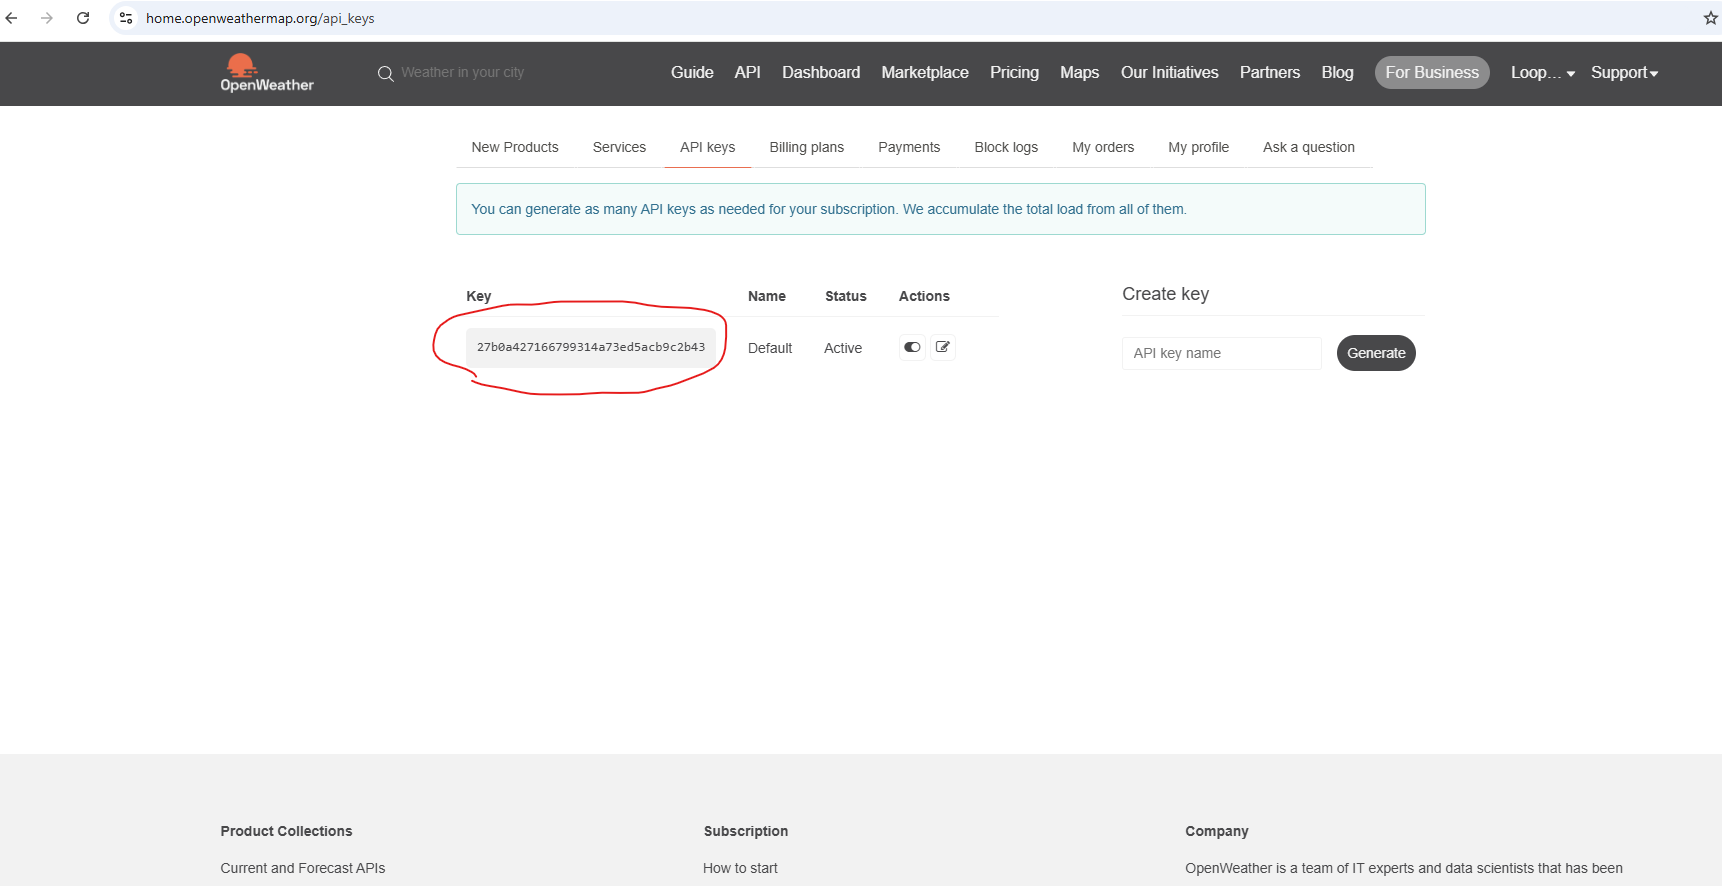 home.openweathermap.org/api_keys
OpenWeather
Weather in your city
Guide API Dashboard Marketplace Pricing Maps Our Initiatives Partners Blog For Business Loop... Support
New Products Services API keys Billing plans Payments Block logs My orders My profile Ask a question
You can generate as many API keys as needed for your subscription. We accumulate the total load from all of them.
Key Name Status Actions
27b0a427166799314a73ed5acb9c2b43 Default Active
Create key
API key name Generate
Product Collections
Current and Forecast APIs
Subscription
How to start
Company
OpenWeather is a team of IT experts and data scientists that has been